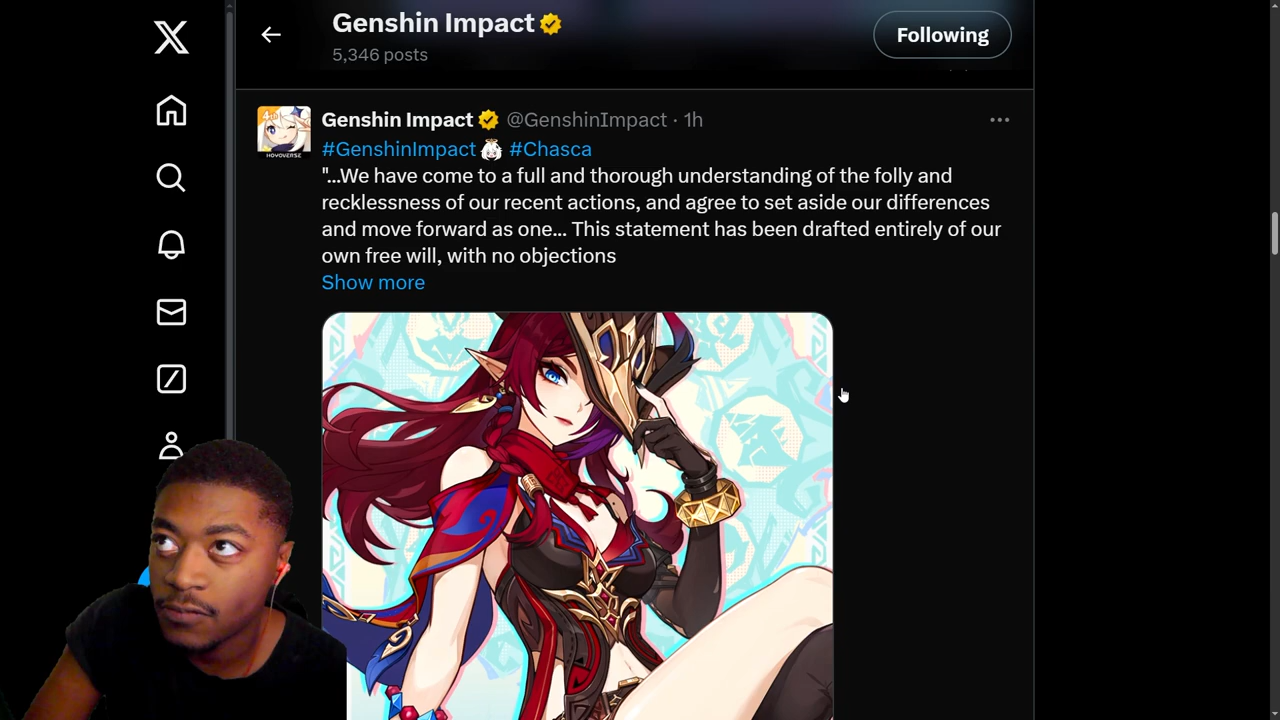 Genshin Impact
5,346 posts
Following
Genshin Impact @GenshinImpact · 1h
#GenshinImpact #Chasca
"...We have come to a full and thorough understanding of the folly and
recklessness of our recent actions, and agree to set aside our differences
and move forward as one... This statement has been drafted entirely of our
own free will, with no objections
Show more
4th
HOYOVERSE